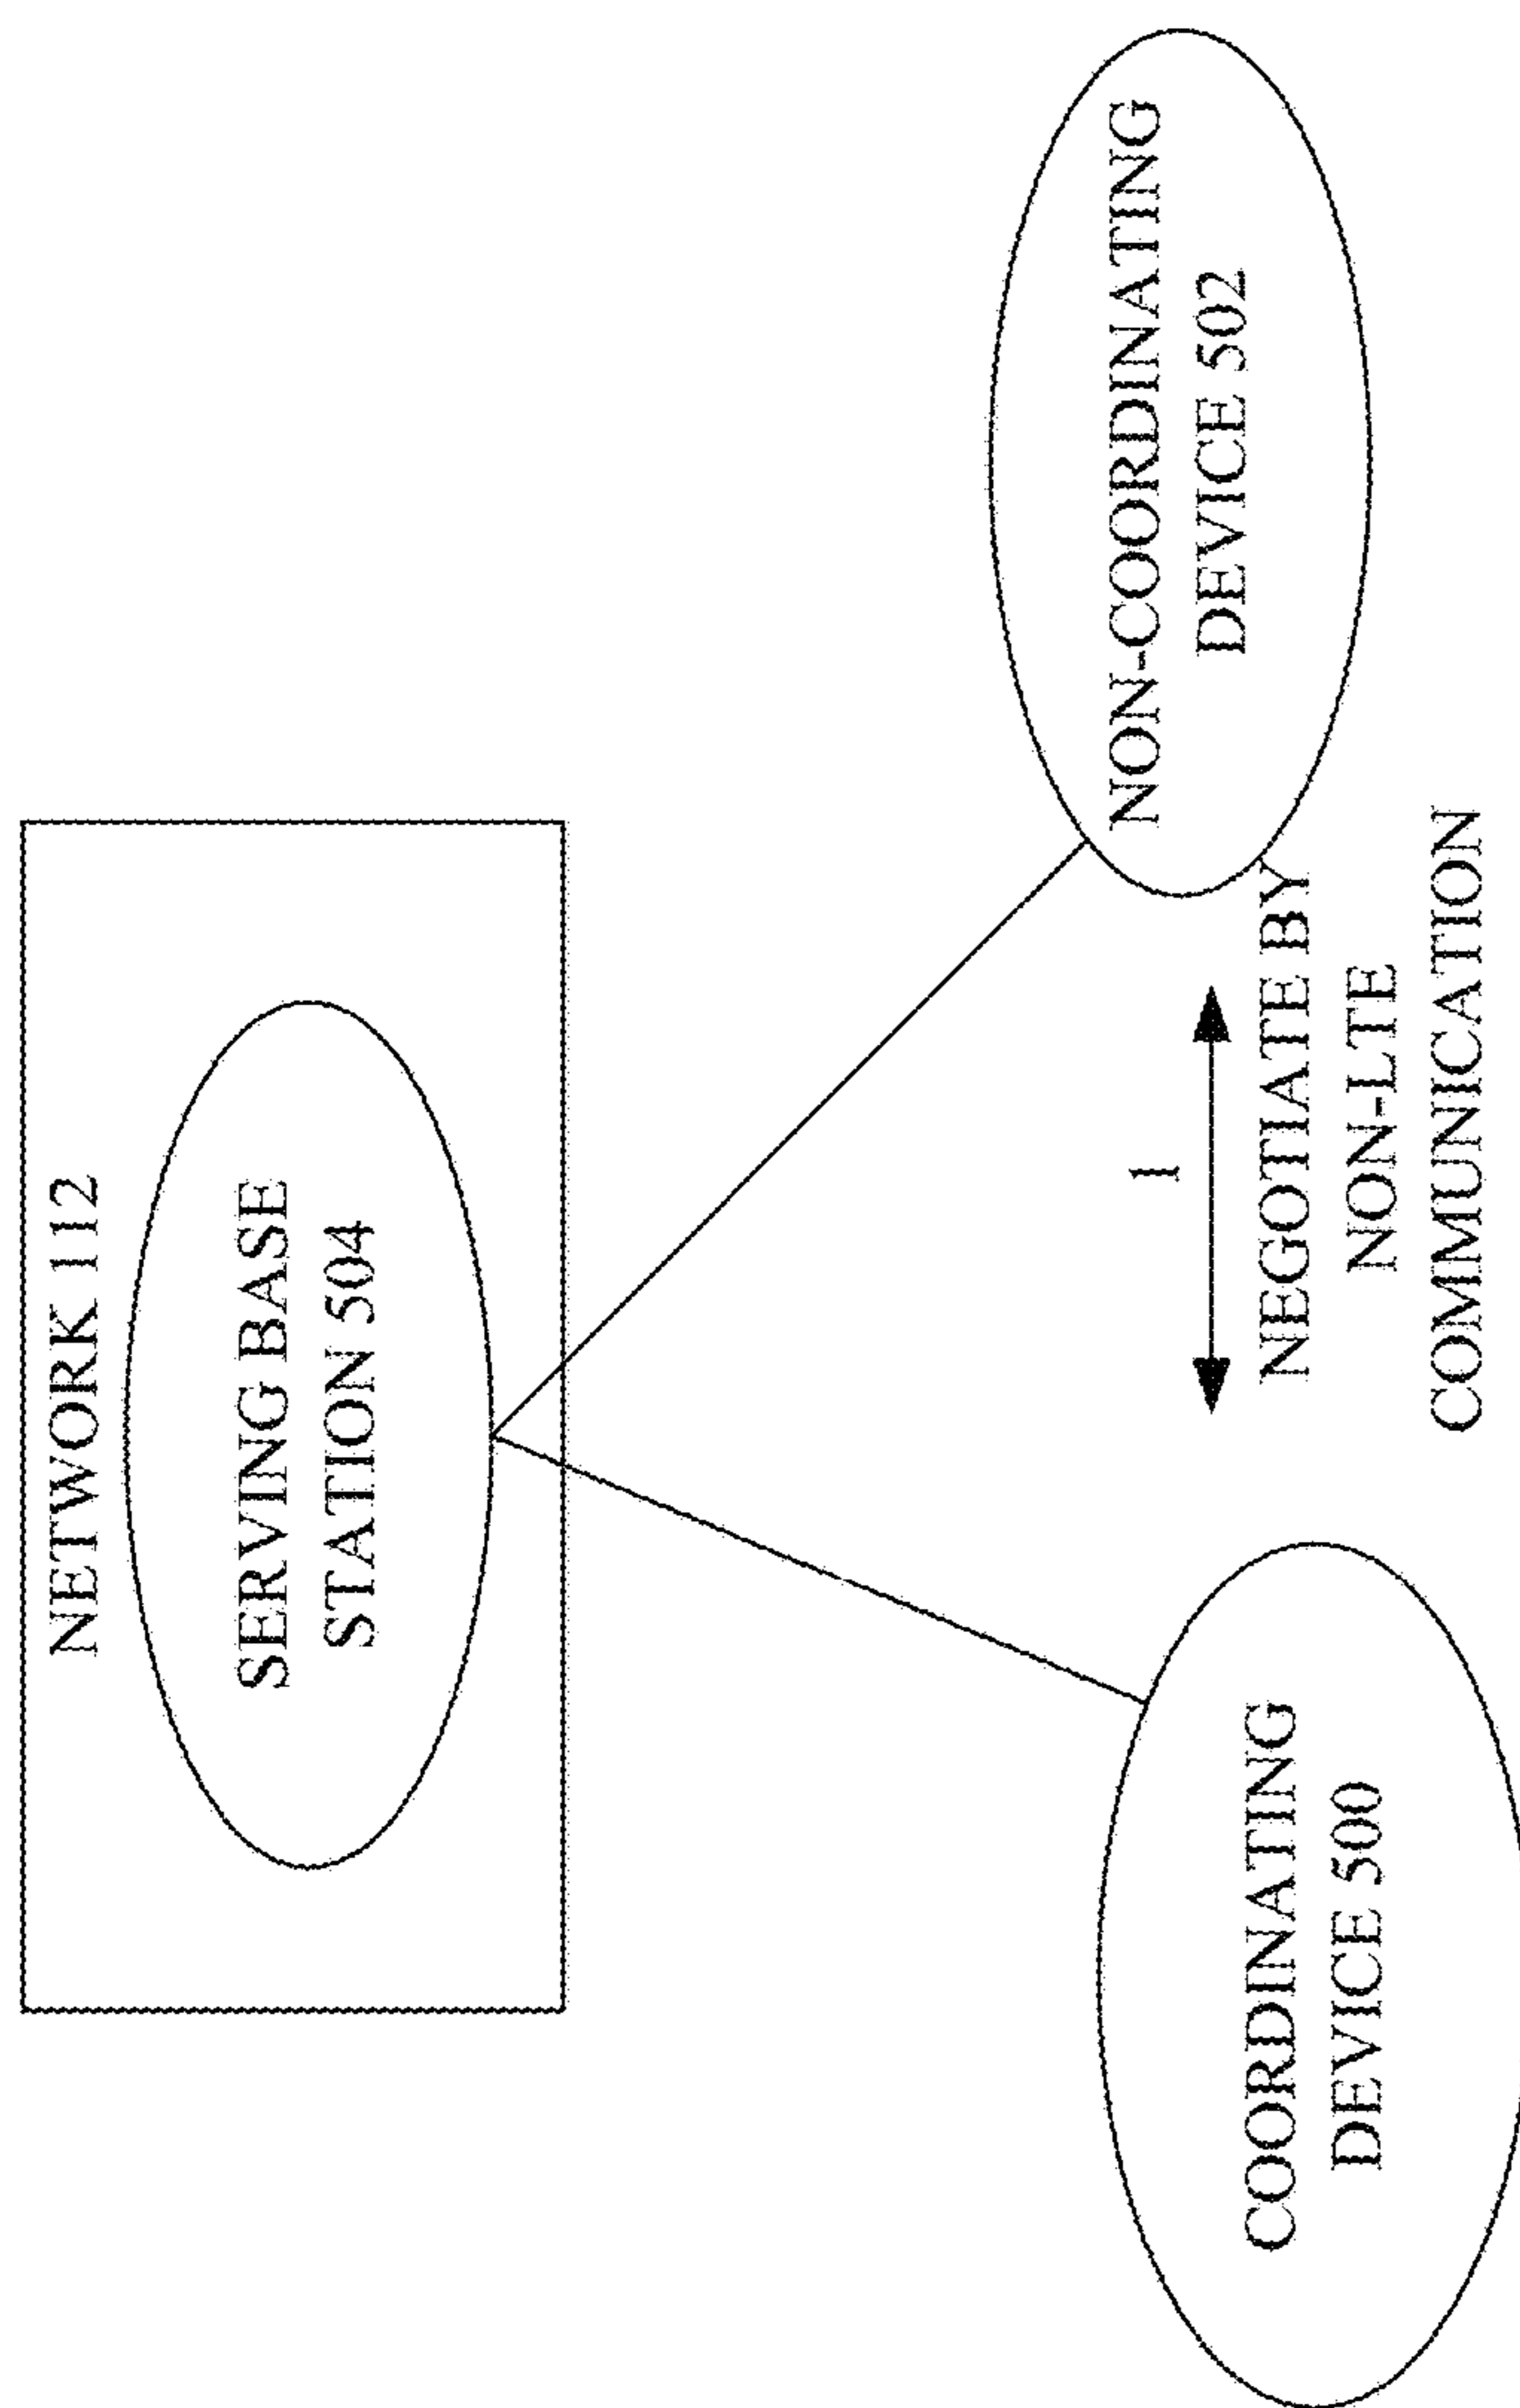 NETWORK 112
SERVING BASE
STATION 504
COORDINATING
DEVICE 500
1
NEGOTIATE BY
NON-LTE
COMMUNICATION
NON-COORDINATING
DEVICE 502